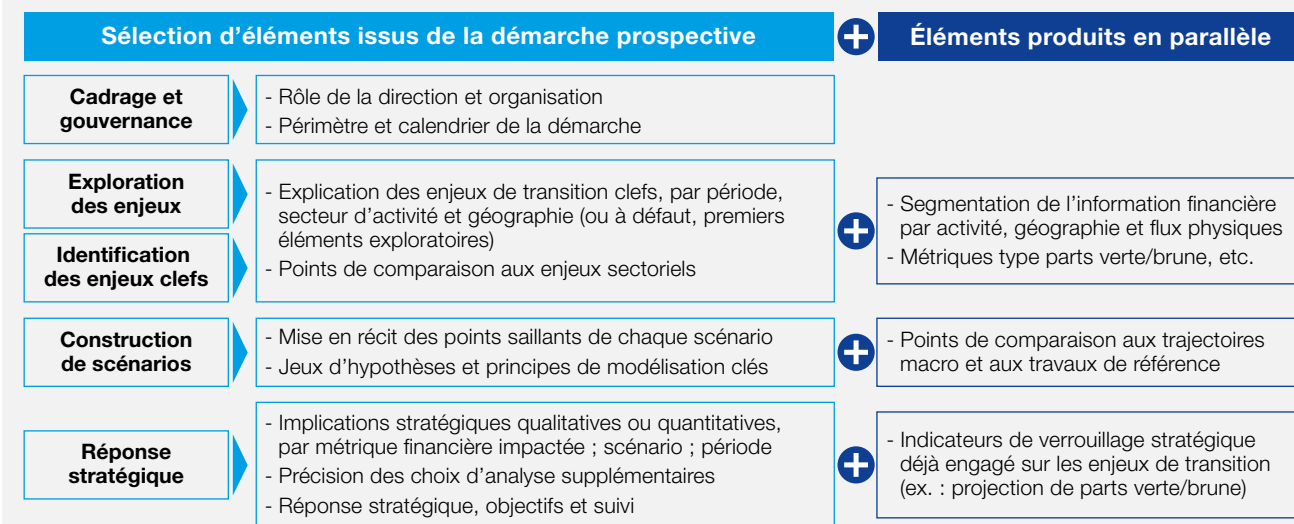 Sélection d'éléments issus de la démarche prospective
Éléments produits en parallèle
Cadrage et
gouvernance
- Rôle de la direction et organisation
- Périmètre et calendrier de la démarche
Exploration
des enjeux
Identification
des enjeux clefs
- Explication des enjeux de transition clefs, par période,
secteur d'activité et géographie (ou à défaut, premiers
éléments exploratoires)
- Points de comparaison aux enjeux sectoriels
- Segmentation de l'information financière
par activité, géographie et flux physiques
- Métriques type parts verte/brune, etc.
Construction
de scénarios
- Mise en récit des points saillants de chaque scénario
- Jeux d'hypothèses et principes de modélisation clés
- Points de comparaison aux trajectoires
macro et aux travaux de référence
Réponse
stratégique
- Implications stratégiques qualitatives ou quantitatives,
par métrique financière impactée ; scénario ; période
- Précision des choix d'analyse supplémentaires
- Réponse stratégique, objectifs et suivi
- Indicateurs de verrouillage stratégique
déjà engagé sur les enjeux de transition
(ex. : projection de parts verte/brune)